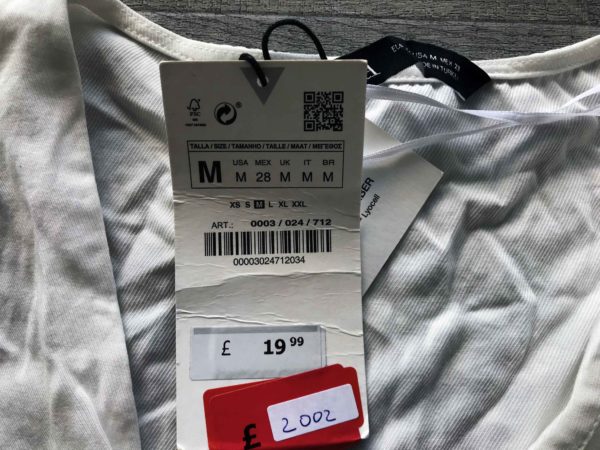 FSC
TALLA / SIZE / TAMANHO / TAILLE / MAAT / ΜΕΓΕΘΟΣ
M
USA MEX UK IT BR
M 28 M M M
XS S M L XL XXL
ART.: 0003 / 024 / 712
00003024712034
£ 19 99
£ 2002
USA M MEX 28
Lyocell